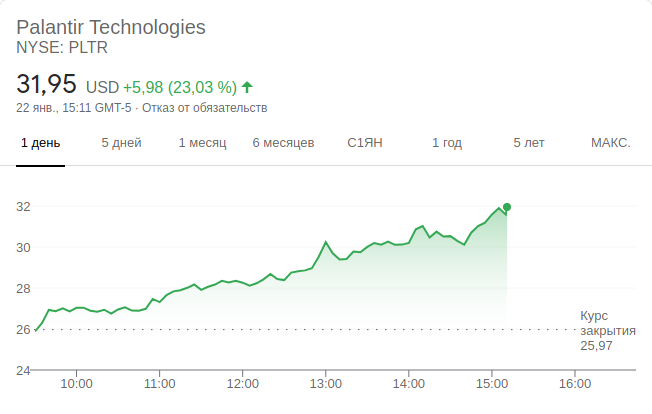 Palantir Technologies
NYSE: PLTR
31,95 USD +5,98 (23,03 %)
22 янв., 15:11 GMT-5 · Отказ от обязательств
1 день 5 дней 1 месяц 6 месяцев С1ЯН 1 год 5 лет МАКС.
32
30
28
26
24
Курс
закрытия
25,97
10:00 11:00 12:00 13:00 14:00 15:00 16:00